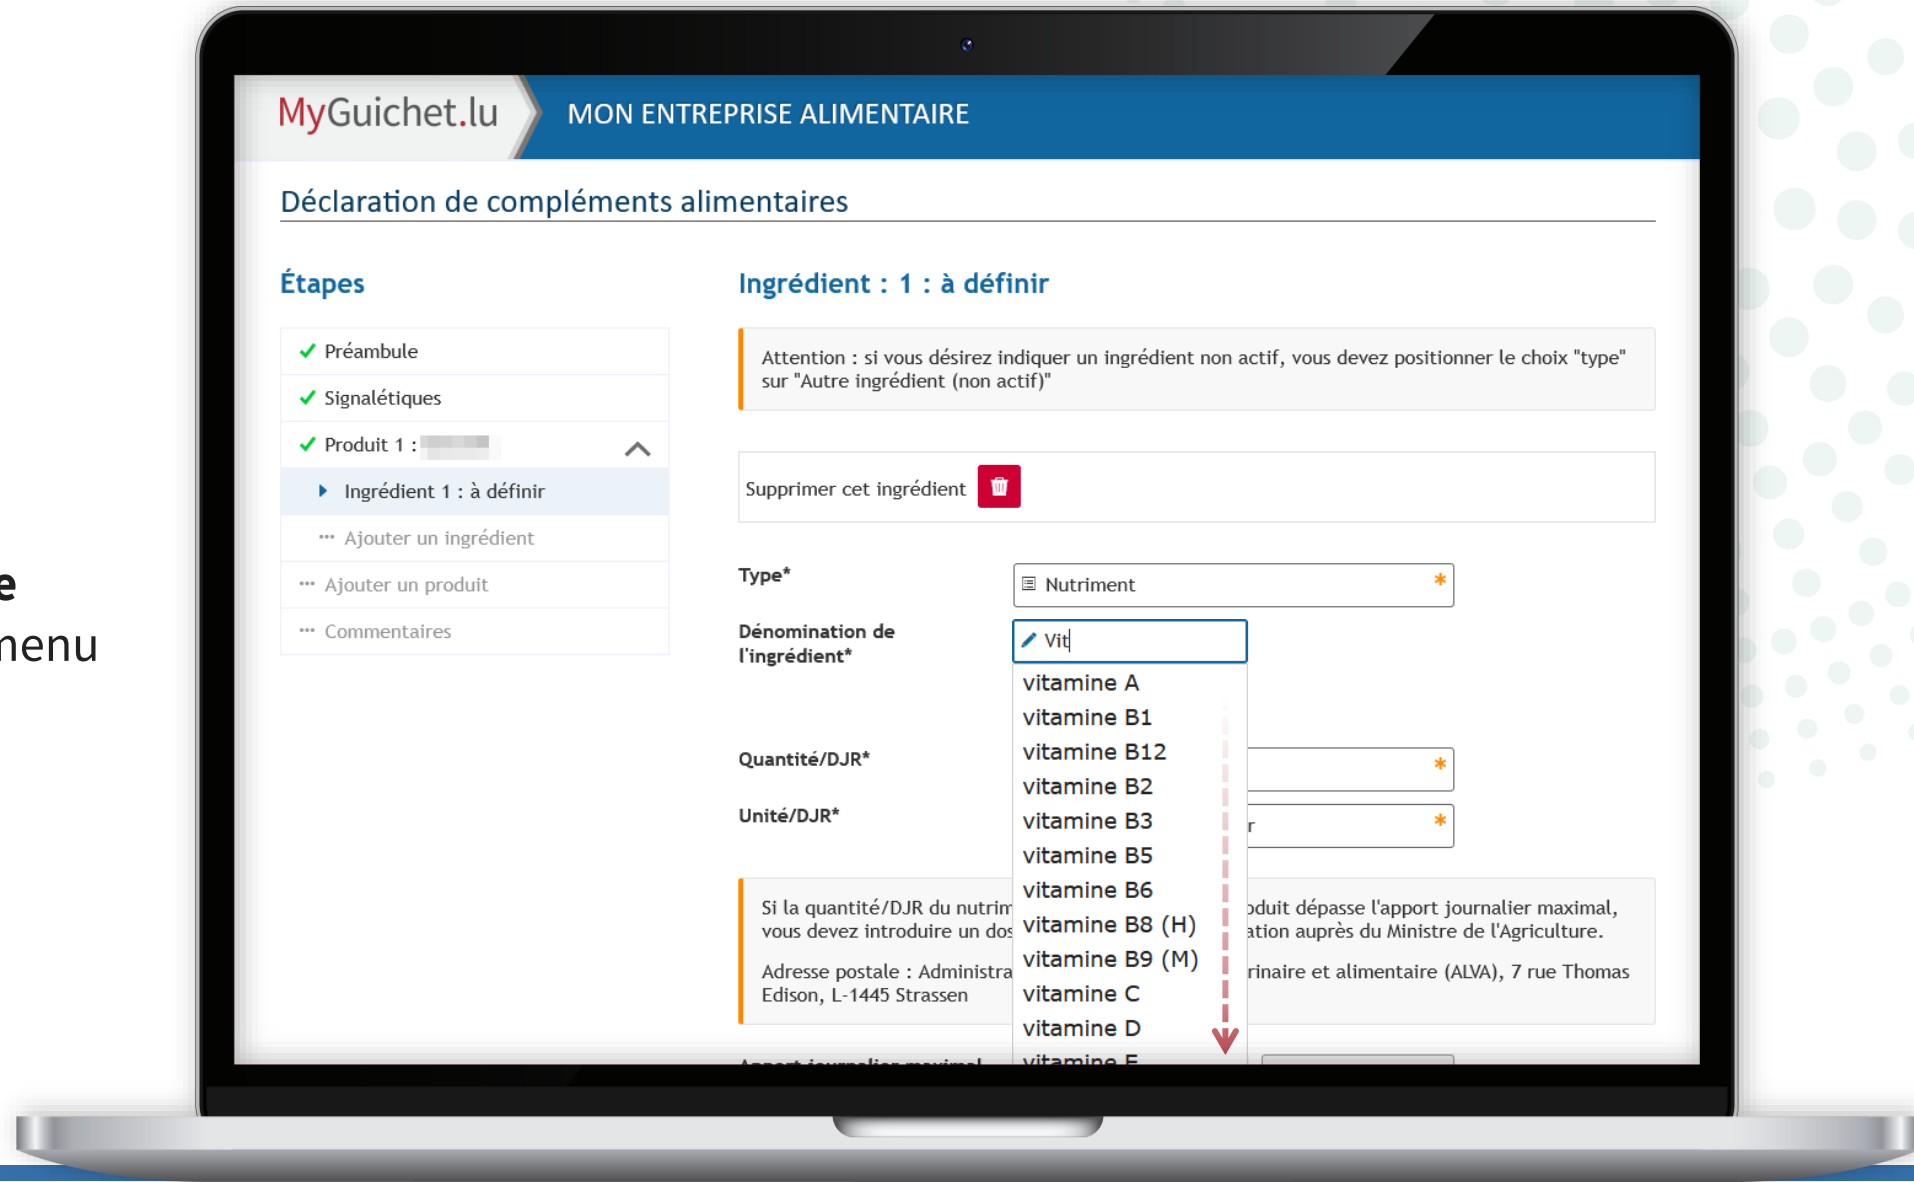 MyGuichet.lu
MON ENTREPRISE ALIMENTAIRE
Déclaration de compléments alimentaires
Étapes
Préambule
Signalétiques
Produit 1 :
Ingrédient 1 : à définir
Ajouter un ingrédient
Ajouter un produit
Commentaires
Ingrédient : 1 : à définir
Attention : si vous désirez indiquer un ingrédient non actif, vous devez positionner le choix "type"
sur "Autre ingrédient (non actif)"
Supprimer cet ingrédient
Type*
Nutriment *
Dénomination de
l'ingrédient*
Vit
vitamine A
vitamine B1
vitamine B12
vitamine B2
vitamine B3
vitamine B5
vitamine B6
vitamine B8 (H)
vitamine B9 (M)
vitamine C
vitamine D
vitamine E
Quantité/DJR*
*
Unité/DJR*
r *
Si la quantité/DJR du nutrim oduit dépasse l'apport journalier maximal,
vous devez introduire un dos ation auprès du Ministre de l'Agriculture.
Adresse postale : Administra rinaire et alimentaire (ALVA), 7 rue Thomas
Edison, L-1445 Strassen
Apport journalier maximal
e
menu